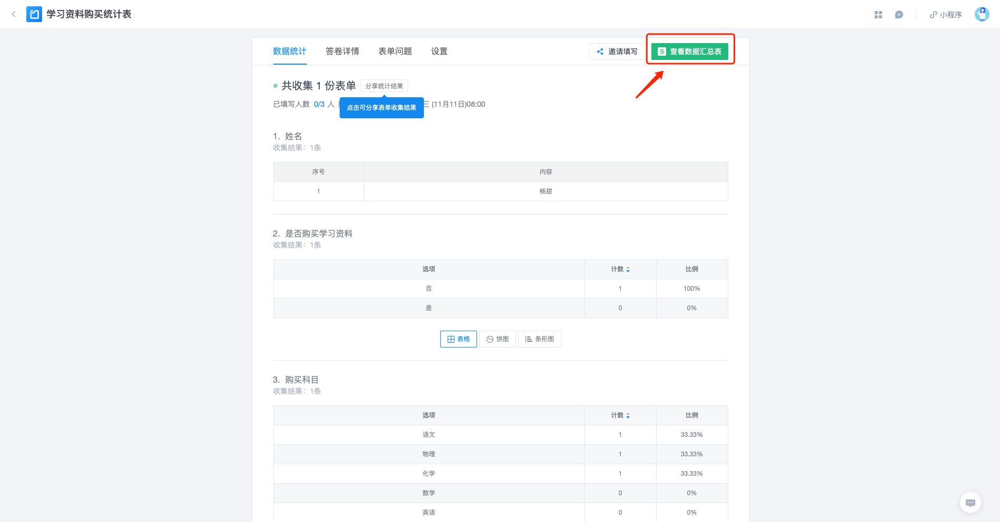 学习资料购买统计表
小程序
数据统计 答卷详情 表单问题 设置 邀请填写 查看数据汇总表
共收集 1 份表单 分享统计结果
已填写人数 0/3 人 三 (11月11日)08:00
点击可分享表单收集结果
1. 姓名
收集结果：1条
序号 内容
1 杨甜
2. 是否购买学习资料
收集结果：1条
选项 计数 比例
否 1 100%
是 0 0%
表格 饼图 条形图
3. 购买科目
收集结果：1条
选项 计数 比例
语文 1 33.33%
物理 1 33.33%
化学 1 33.33%
数学 0 0%
英语 0 0%